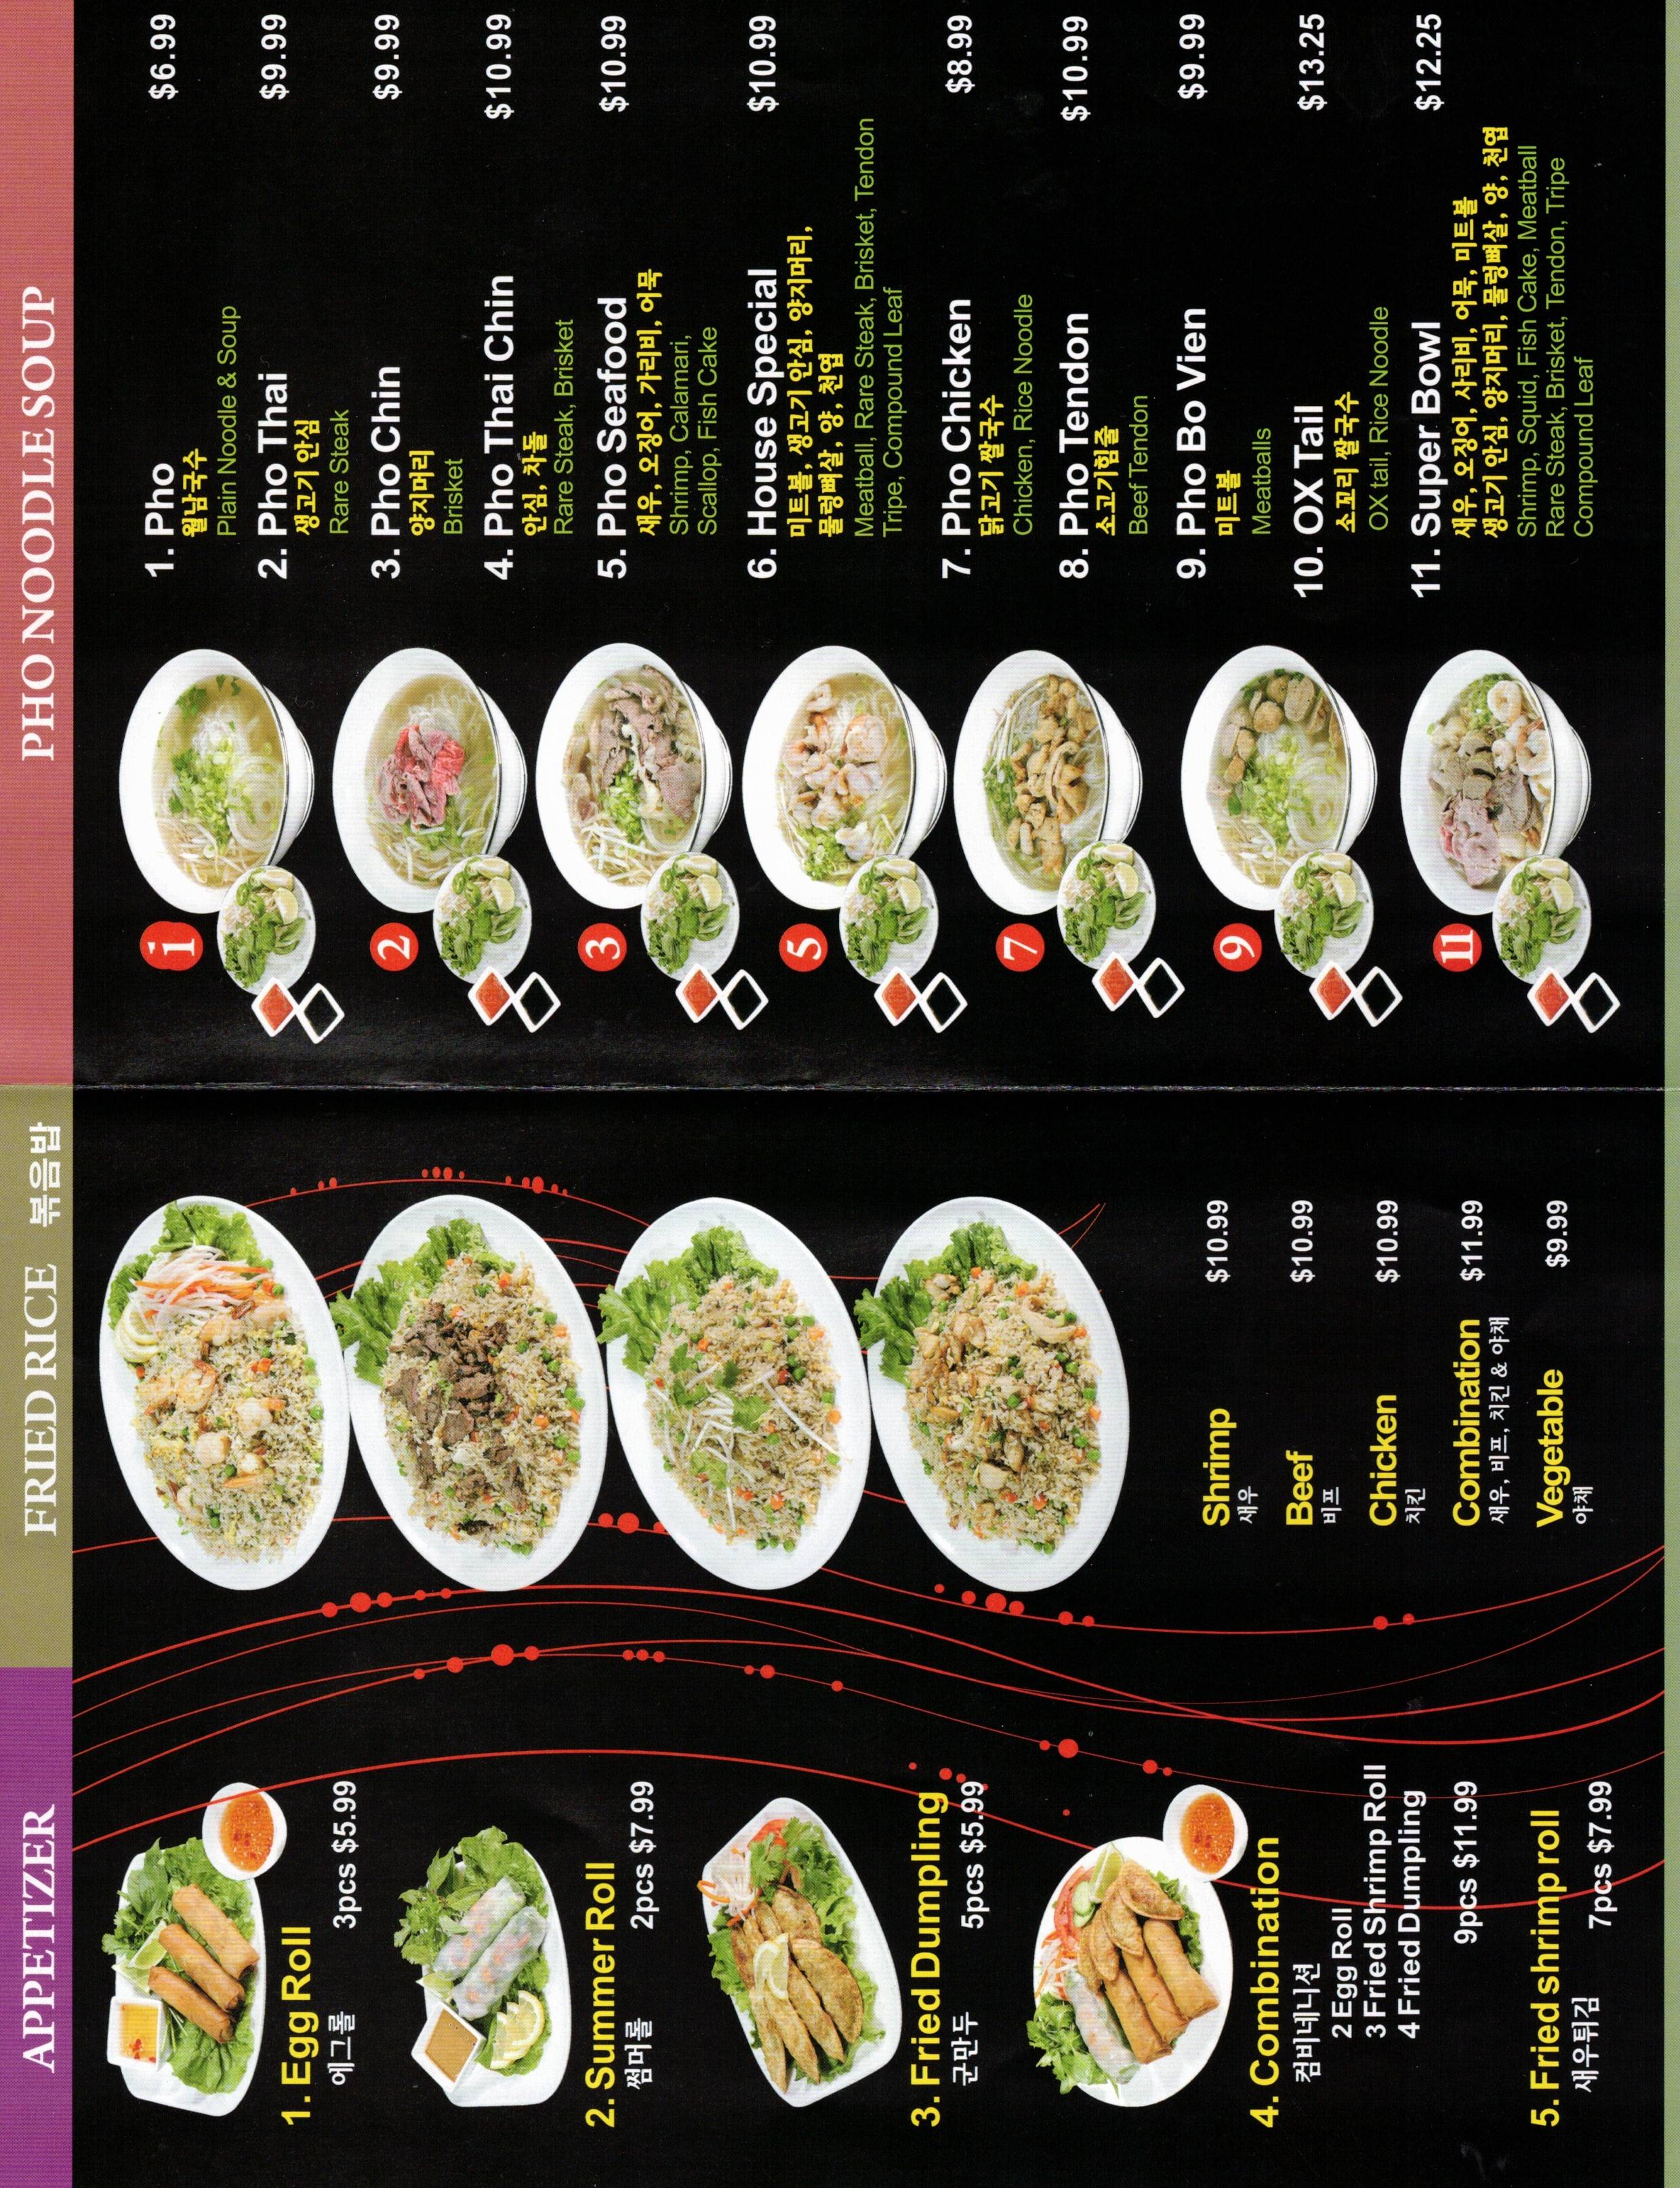 APPETIZER
1. Egg Roll
에그롤 3pcs $5.99
2. Summer Roll
썸머롤 2pcs $7.99
3. Fried Dumpling
군만두 5pcs $5.99
4. Combination
컴비네니션
2 Egg Roll
3 Fried Shrimp Roll
4 Fried Dumpling
9pcs $11.99
5. Fried shrimp roll
새우튀김 7pcs $7.99
FRIED RICE 볶음밥
Shrimp $10.99
새우
Beef $10.99
비프
Chicken $10.99
치킨
Combination $11.99
새우, 비프, 치킨 & 야채
Vegetable $9.99
야채
PHO NOODLE SOUP
1
2
3
5
7
9
11
1. Pho $6.99
월남국수
Plain Noodle & Soup
2. Pho Thai $9.99
생고기 안심
Rare Steak
3. Pho Chin $9.99
양지머리
Brisket
4. Pho Thai Chin $10.99
안심, 차돌
Rare Steak, Brisket
5. Pho Seafood $10.99
새우, 오징어, 가리비, 어묵
Shrimp, Calamari,
Scallop, Fish Cake
6. House Special $10.99
미트볼, 생고기 안심, 양지머리,
물렁뼈살, 양, 천엽
Meatball, Rare Steak, Brisket, Tendon
Tripe, Compound Leaf
7. Pho Chicken $8.99
닭고기 쌀국수
Chicken, Rice Noodle
8. Pho Tendon $10.99
소고기힘줄
Beef Tendon
9. Pho Bo Vien $9.99
미트볼
Meatballs
10. OX Tail $13.25
소꼬리 쌀국수
OX tail, Rice Noodle
11. Super Bowl $12.25
새우, 오징어, 사리비, 어묵, 미트볼
생고기 안심, 양지머리, 물렁뼈살, 양, 천엽
Shrimp, Squid, Fish Cake, Meatball
Rare Steak, Brisket, Tendon, Tripe
Compound Leaf